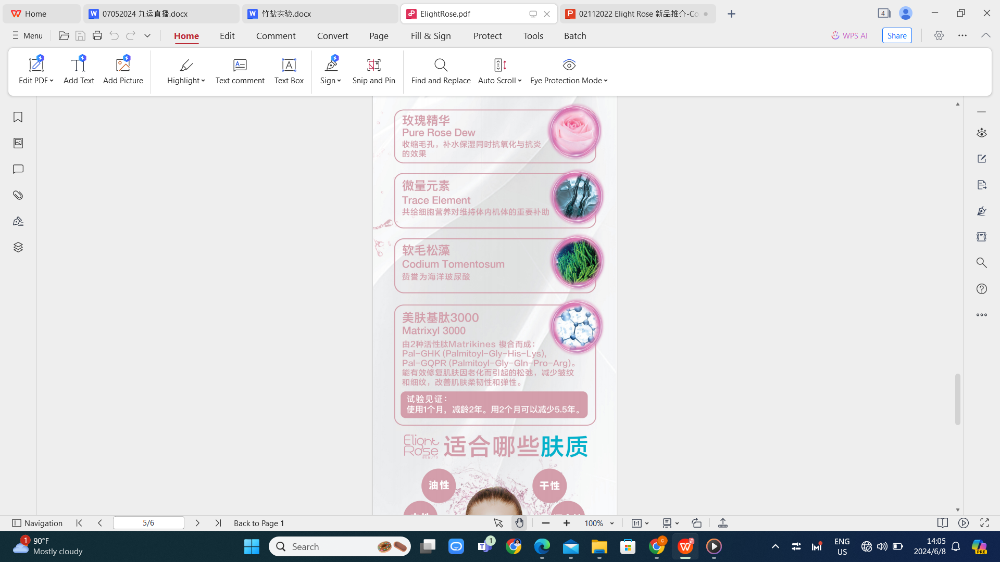 Home
07052024 九运直播.docx
竹盐实验.docx
ElightRose.pdf
02112022 Elight Rose 新品推介-Co
4
Menu
Home
Edit
Comment
Convert
Page
Fill & Sign
Protect
Tools
Batch
WPS AI
Share
Edit PDF
Add Text
Add Picture
Highlight
Text comment
Text Box
Sign
Snip and Pin
Find and Replace
Auto Scroll
Eye Protection Mode
玫瑰精华
Pure Rose Dew
收缩毛孔，补水保湿同时抗氧化与抗炎
的效果
微量元素
Trace Element
共给细胞营养对维持体内机体的重要补助
软毛松藻
Codium Tomentosum
赞誉为海洋玻尿酸
美肤基肽3000
Matrixyl 3000
由2种活性肽Matrikines 複合而成：
Pal-GHK (Palmitoyl-Gly-His-Lys),
Pal-GQPR (Palmitoyl-Gly-Gln-Pro-Arg)。
能有效修复肌肤因老化而引起的松弛，减少皱纹
和细纹，改善肌肤柔韧性和弹性。
试验见证：
使用1个月，减龄2年。用2个月可以减少5.5年。
Elight
Rose
BEAUTY
适合哪些肤质
油性
干性
Navigation
5/6
Back to Page 1
100%
1:1
1
90°F
Mostly cloudy
Search
1
ENG
US
14:05
2024/6/8
PRE